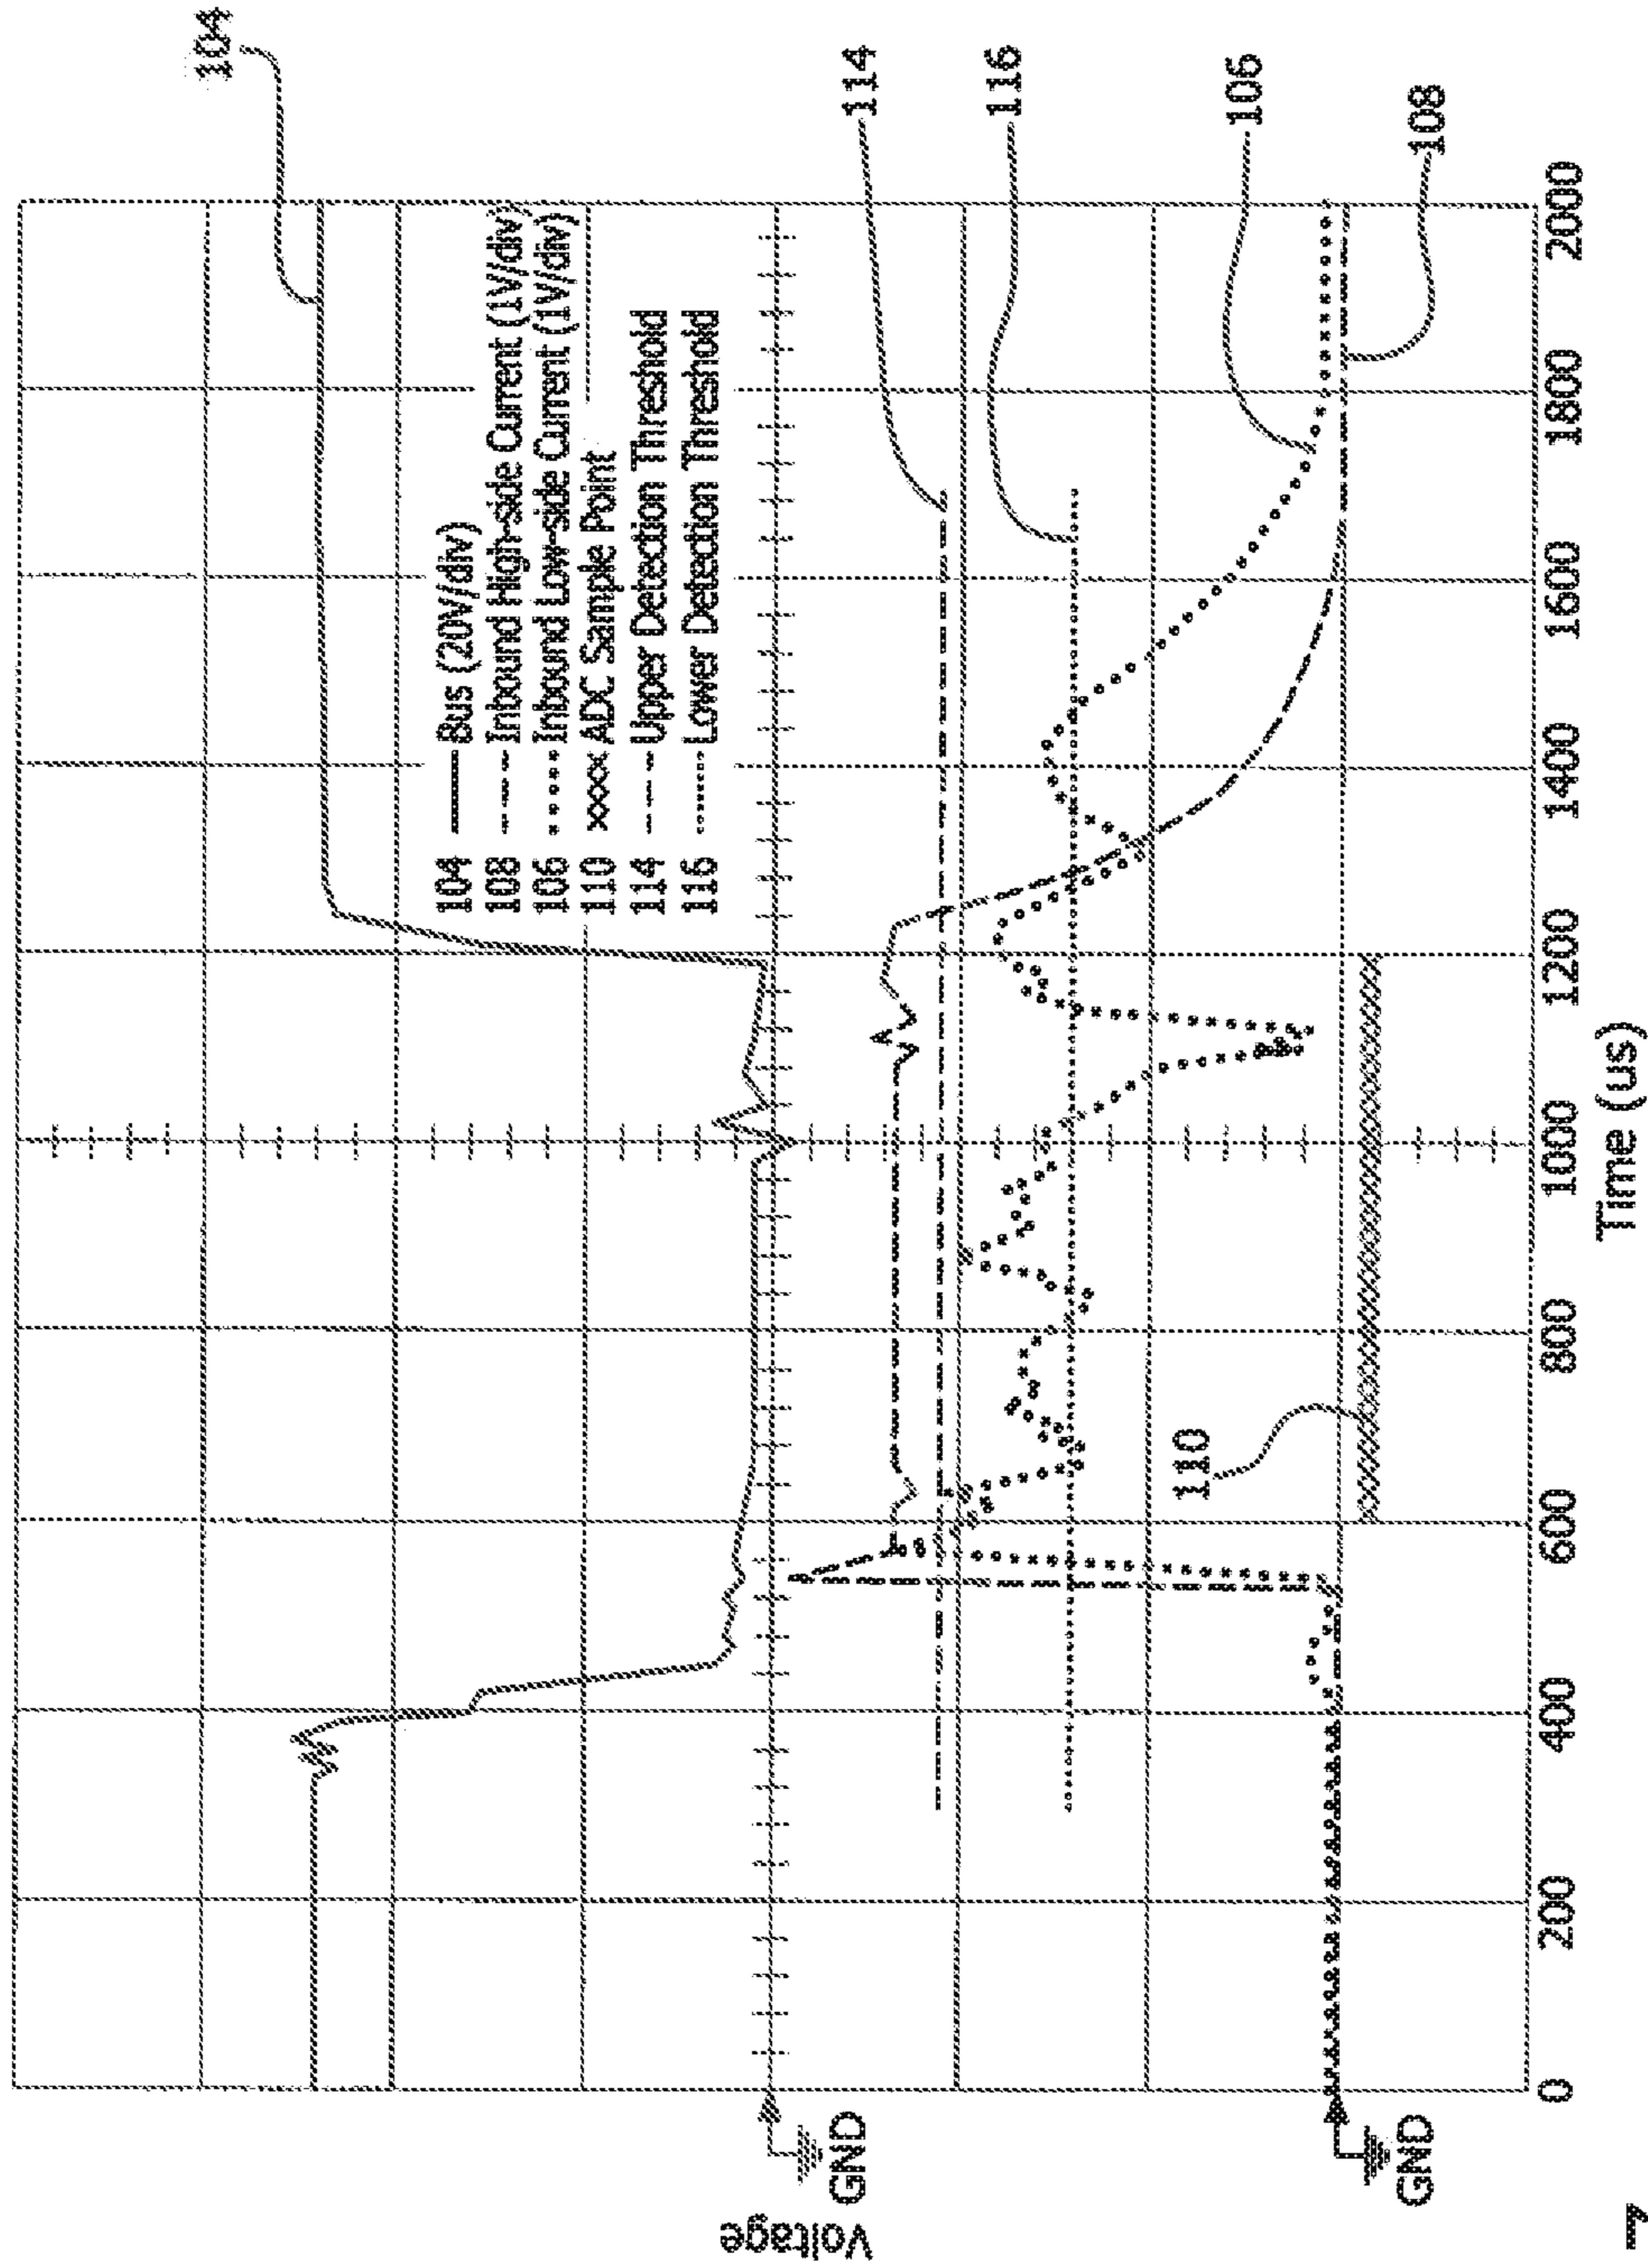 104
104 Bus (20V/div)
108 Inbound High-side Current (1V/div)
106 Inbound Low-side Current (1V/div)
110 xxxx ADC Sample Point
114 Upper Detection Threshold
116 Lower Detection Threshold
114
116
106
108
110
Voltage
GND
GND
0 200 400 600 800 1000 1200 1400 1600 1800 2000
Time (us)